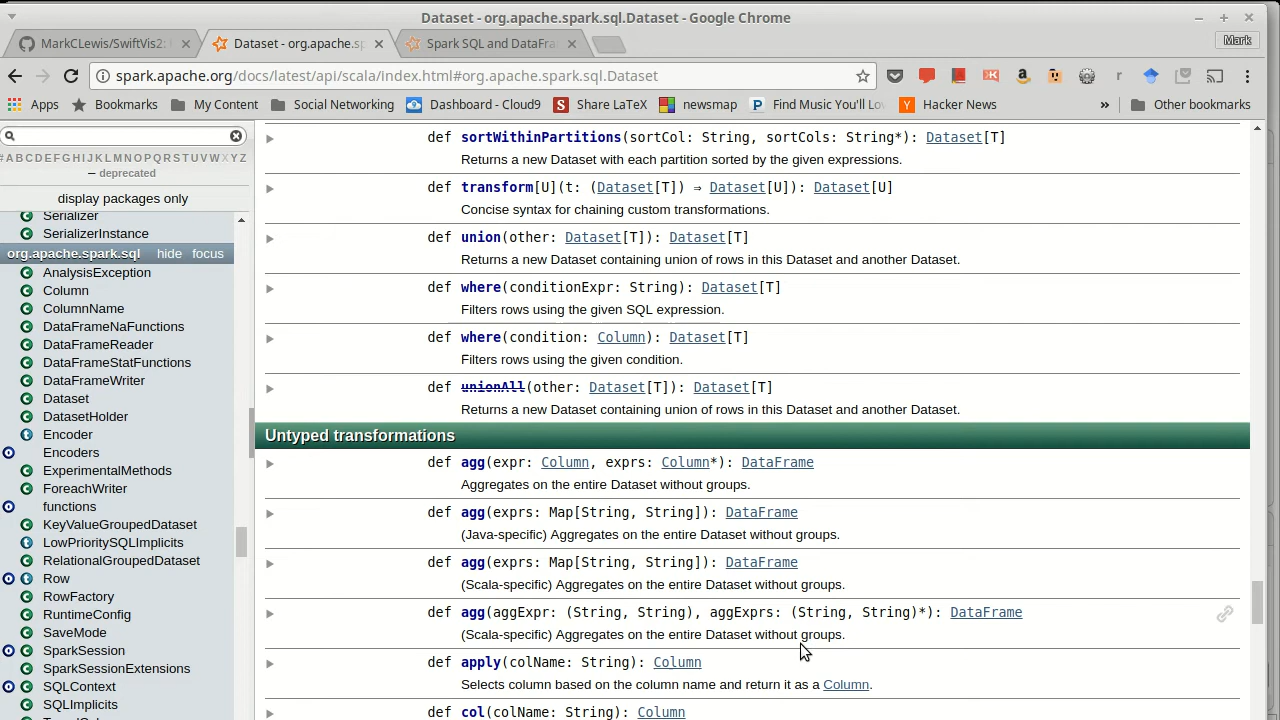 Dataset - org.apache.spark.sql.Dataset - Google Chrome
MarkCLewis/SwiftVis2:
Dataset - org.apache.sp
Spark SQL and DataFra
Mark
spark.apache.org/docs/latest/api/scala/index.html#org.apache.spark.sql.Dataset
Apps Bookmarks My Content Social Networking Dashboard - Cloud9 Share LaTeX newsmap Find Music You'll Lo Hacker News » Other bookmarks
#ABCDEFGHIJKLMNOPQRSTUVWXYZ
– deprecated
display packages only
Serializer
SerializerInstance
org.apache.spark.sql hide focus
AnalysisException
Column
ColumnName
DataFrameNaFunctions
DataFrameReader
DataFrameStatFunctions
DataFrameWriter
Dataset
DatasetHolder
Encoder
Encoders
ExperimentalMethods
ForeachWriter
functions
KeyValueGroupedDataset
LowPrioritySQLImplicits
RelationalGroupedDataset
Row
RowFactory
RuntimeConfig
SaveMode
SparkSession
SparkSessionExtensions
SQLContext
SQLImplicits
def sortWithinPartitions(sortCol: String, sortCols: String*): Dataset[T]
Returns a new Dataset with each partition sorted by the given expressions.
def transform[U](t: (Dataset[T]) ⇒ Dataset[U]): Dataset[U]
Concise syntax for chaining custom transformations.
def union(other: Dataset[T]): Dataset[T]
Returns a new Dataset containing union of rows in this Dataset and another Dataset.
def where(conditionExpr: String): Dataset[T]
Filters rows using the given SQL expression.
def where(condition: Column): Dataset[T]
Filters rows using the given condition.
def unionAll(other: Dataset[T]): Dataset[T]
Returns a new Dataset containing union of rows in this Dataset and another Dataset.
Untyped transformations
def agg(expr: Column, exprs: Column*): DataFrame
Aggregates on the entire Dataset without groups.
def agg(exprs: Map[String, String]): DataFrame
(Java-specific) Aggregates on the entire Dataset without groups.
def agg(exprs: Map[String, String]): DataFrame
(Scala-specific) Aggregates on the entire Dataset without groups.
def agg(aggExpr: (String, String), aggExprs: (String, String)*): DataFrame
(Scala-specific) Aggregates on the entire Dataset without groups.
def apply(colName: String): Column
Selects column based on the column name and return it as a Column.
def col(colName: String): Column